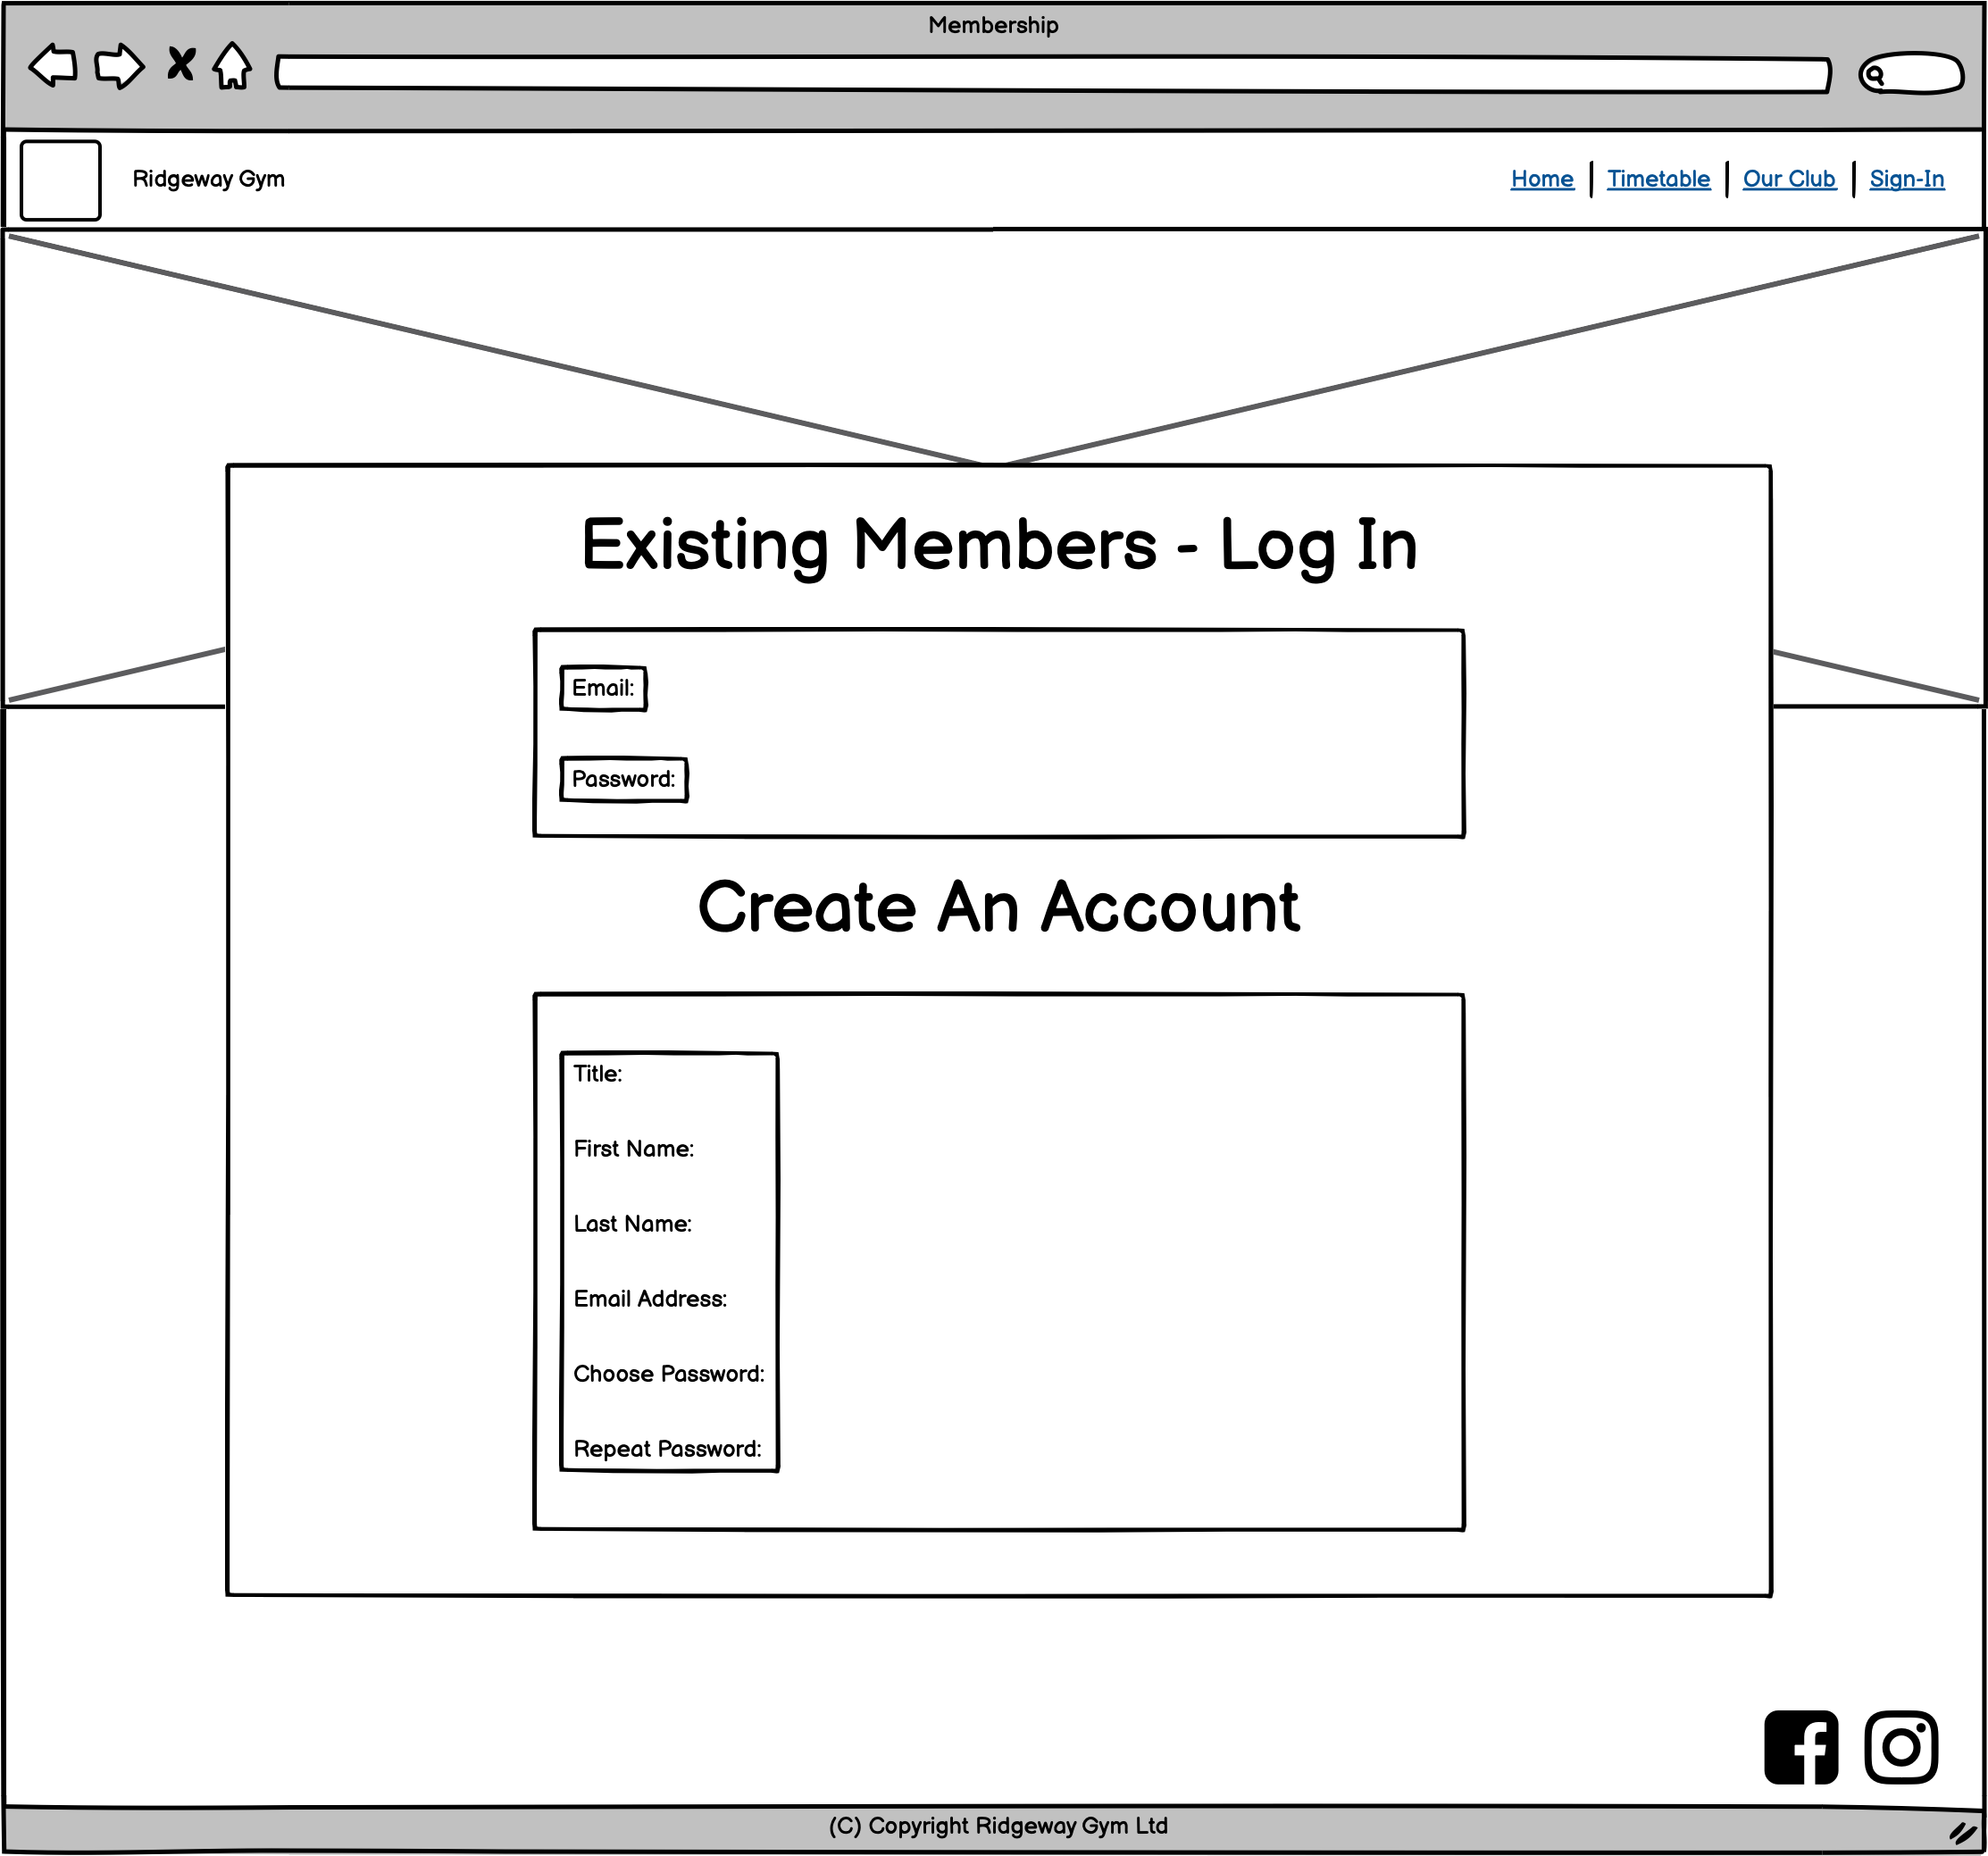 Membership
Ridgeway Gym
Home
Timetable
Our Club
Sign-In
Existing Members - Log In
Email:
Password:
Create An Account
Title:
First Name:
Last Name:
Email Address:
Choose Password:
Repeat Password:
(C) Copyright Ridgeway Gym Ltd